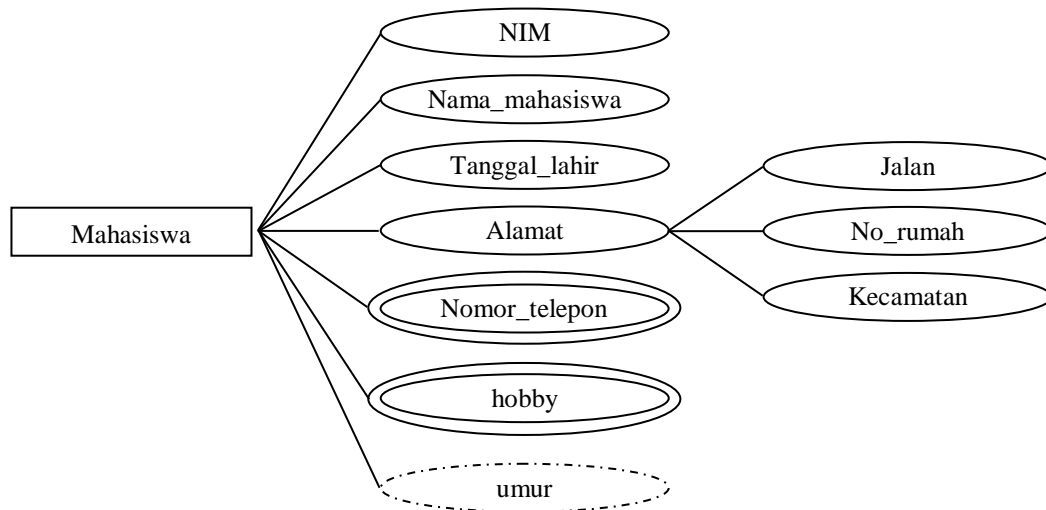 NIM
Nama_mahasiswa
Tanggal_lahir
Jalan
Mahasiswa
Alamat
No_rumah
Nomor_telepon
Kecamatan
hobby
umur